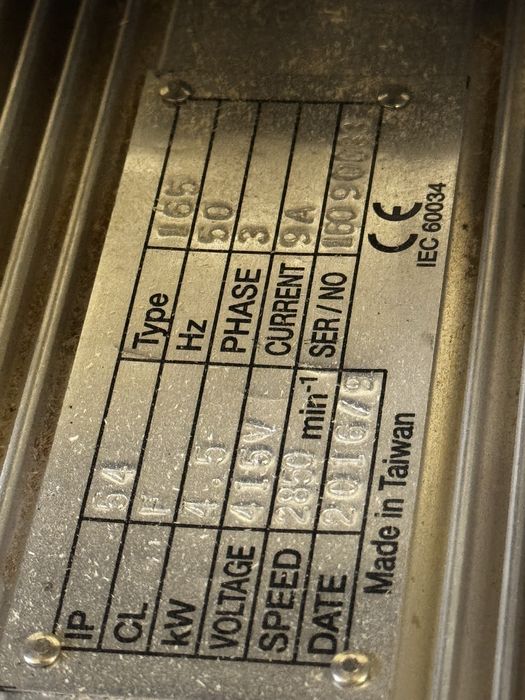 IP 54
CL F Type 165
kW 4.5 Hz 50
VOLTAGE 415V PHASE 3
SPEED 2850 min⁻¹ CURRENT 9A
DATE SER/NO
Made in Taiwan CE
IEC 60034